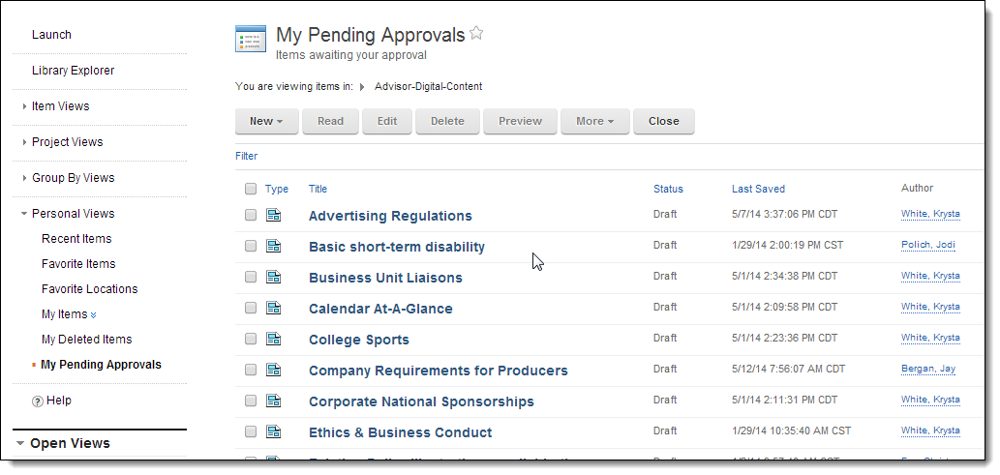 Launch
Library Explorer
Item Views
Project Views
Group By Views
Personal Views
Recent Items
Favorite Items
Favorite Locations
My Items
My Deleted Items
My Pending Approvals
Help
Open Views
My Pending Approvals
Items awaiting your approval
You are viewing items in: Advisor-Digital-Content
New Read Edit Delete Preview More Close
Filter
Type Title Status Last Saved Author
Advertising Regulations Draft 5/7/14 3:37:06 PM CDT White, Krysta
Basic short-term disability Draft 1/29/14 2:00:19 PM CST Polich, Jodi
Business Unit Liaisons Draft 5/1/14 2:34:38 PM CDT White, Krysta
Calendar At-A-Glance Draft 5/1/14 2:09:58 PM CDT White, Krysta
College Sports Draft 5/1/14 2:23:36 PM CDT White, Krysta
Company Requirements for Producers Draft 5/12/14 7:56:07 AM CDT Bergan, Jay
Corporate National Sponsorships Draft 5/1/14 2:11:31 PM CDT White, Krysta
Ethics & Business Conduct Draft 1/29/14 10:35:40 AM CST White, Krysta
Draft